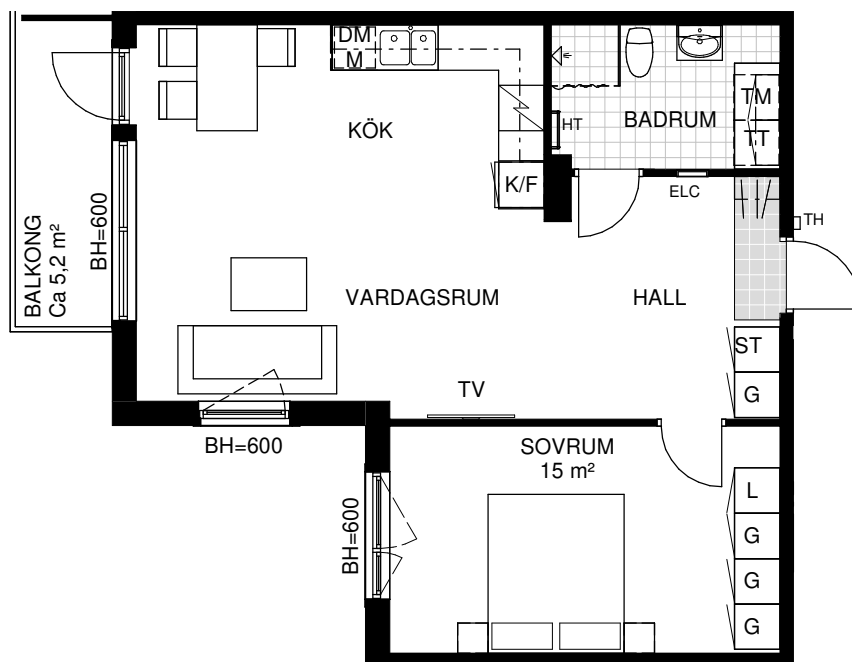 DM
M
KÖK
HT
BADRUM
TM
TT
K/F
ELC
TH
BALKONG
Ca 5,2 m²
BH=600
VARDAGSRUM
HALL
ST
G
TV
BH=600
SOVRUM
15 m²
BH=600
L
G
G
G